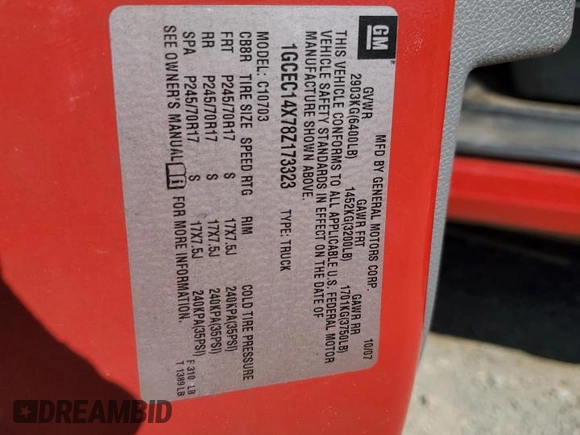 GM
MFD BY GENERAL MOTORS CORP. 10/07
GVWR GAWR FRT GAWR RR
2903KG(6400LB) 1452KG(3200LB) 1701KG(3750LB)
THIS VEHICLE CONFORMS TO ALL APPLICABLE U.S. FEDERAL MOTOR
VEHICLE SAFETY STANDARDS IN EFFECT ON THE DATE OF
MANUFACTURE SHOWN ABOVE.
1GCEC14X78Z173323 TYPE: TRUCK
MODEL: C10703
CBBR TIRE SIZE SPEED RTG RIM COLD TIRE PRESSURE
FRT P245/70R17 S 17X7.5J 240KPA(35PSI)
RR P245/70R17 S 17X7.5J 240KPA(35PSI)
SPA P245/70R17 S 17X7.5J 240KPA(35PSI)
SEE OWNER'S MANUAL FOR MORE INFORMATION.
F 310 LB
T 1389 LB
DREAMBID